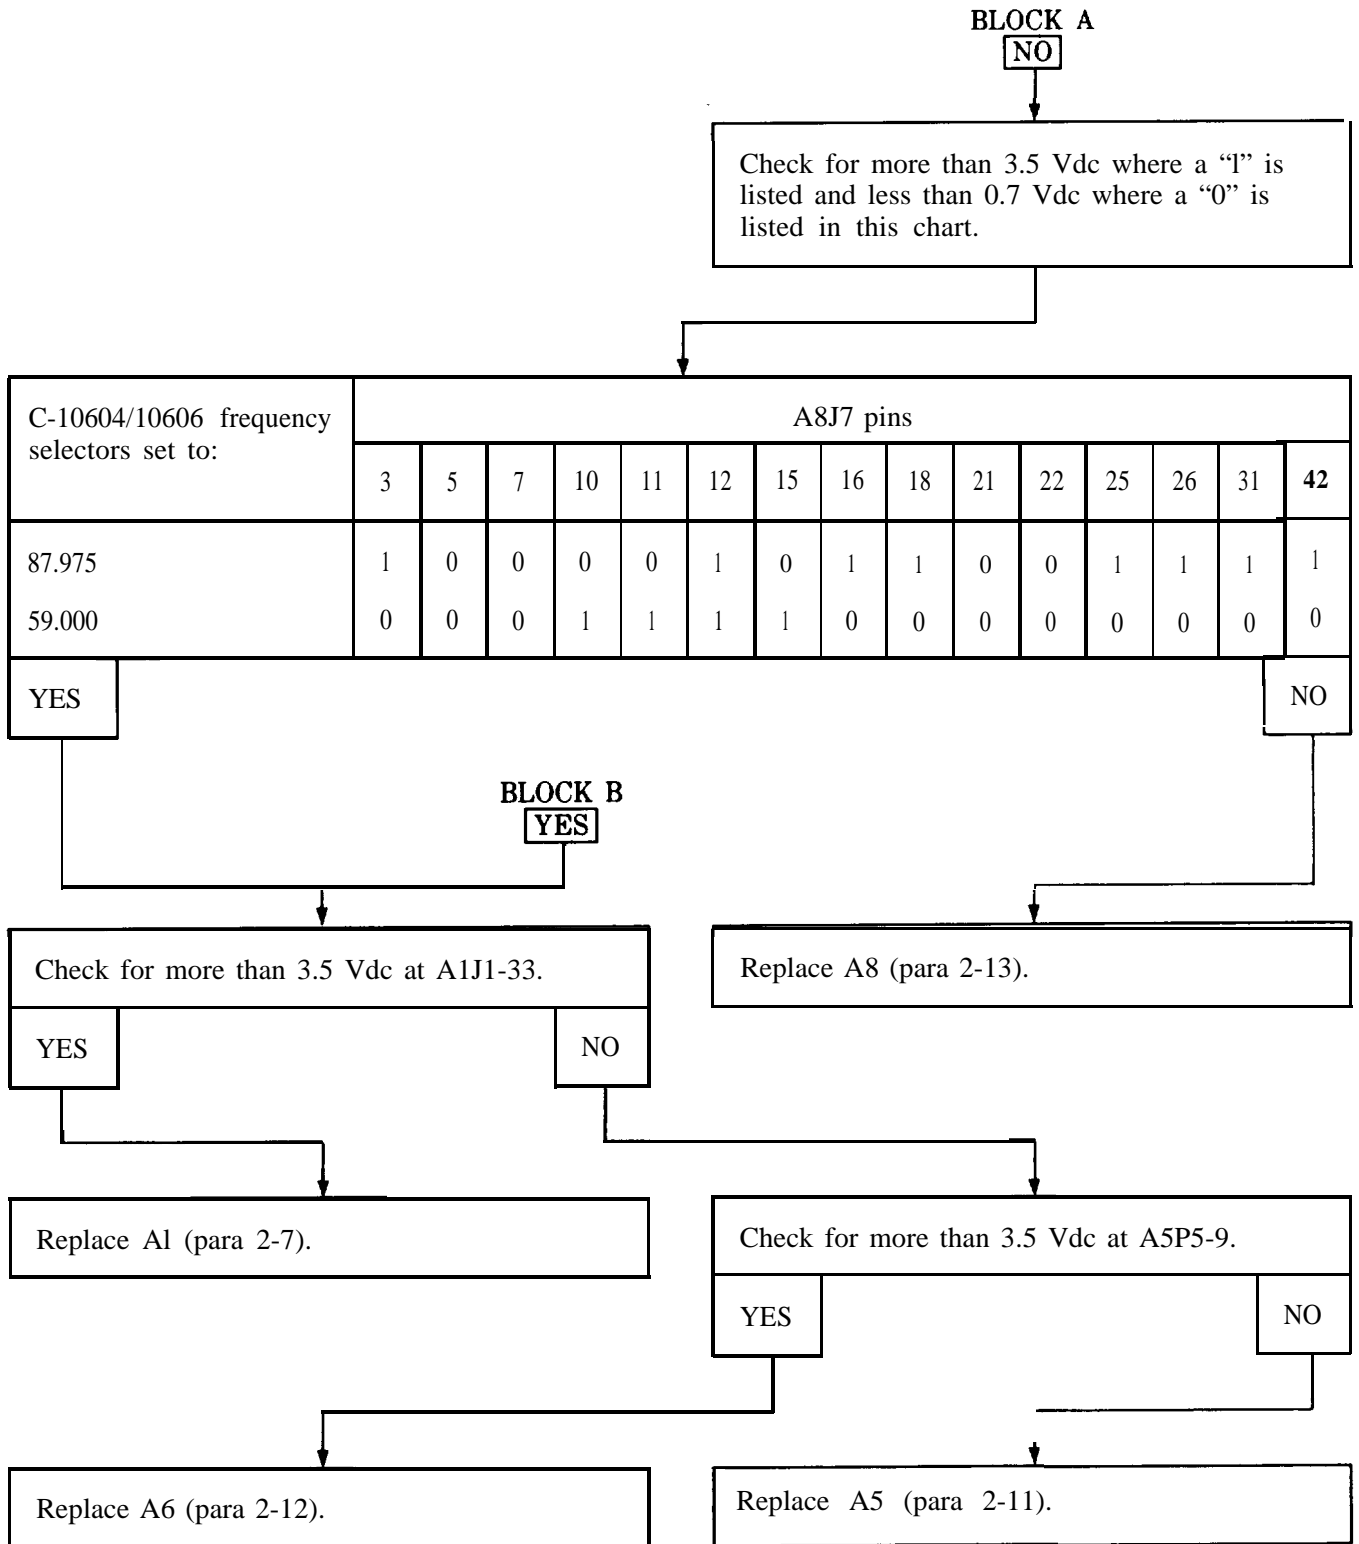 BLOCK A
NO
Check for more than 3.5 Vdc where a “l” is
listed and less than 0.7 Vdc where a “0” is
listed in this chart.
C-10604/10606 frequency
selectors set to:
A8J7 pins
3 5 7 10 11 12 15 16 18 21 22 25 26 31 42
87.975 1 0 0 0 0 1 0 1 1 0 0 1 1 1 1
59.000 0 0 0 1 1 1 1 0 0 0 0 0 0 0 0
YES
NO
BLOCK B
YES
Check for more than 3.5 Vdc at A1J1-33.
Replace A8 (para 2-13).
YES
NO
Replace Al (para 2-7).
Check for more than 3.5 Vdc at A5P5-9.
YES
NO
Replace A6 (para 2-12).
Replace A5 (para 2-11).